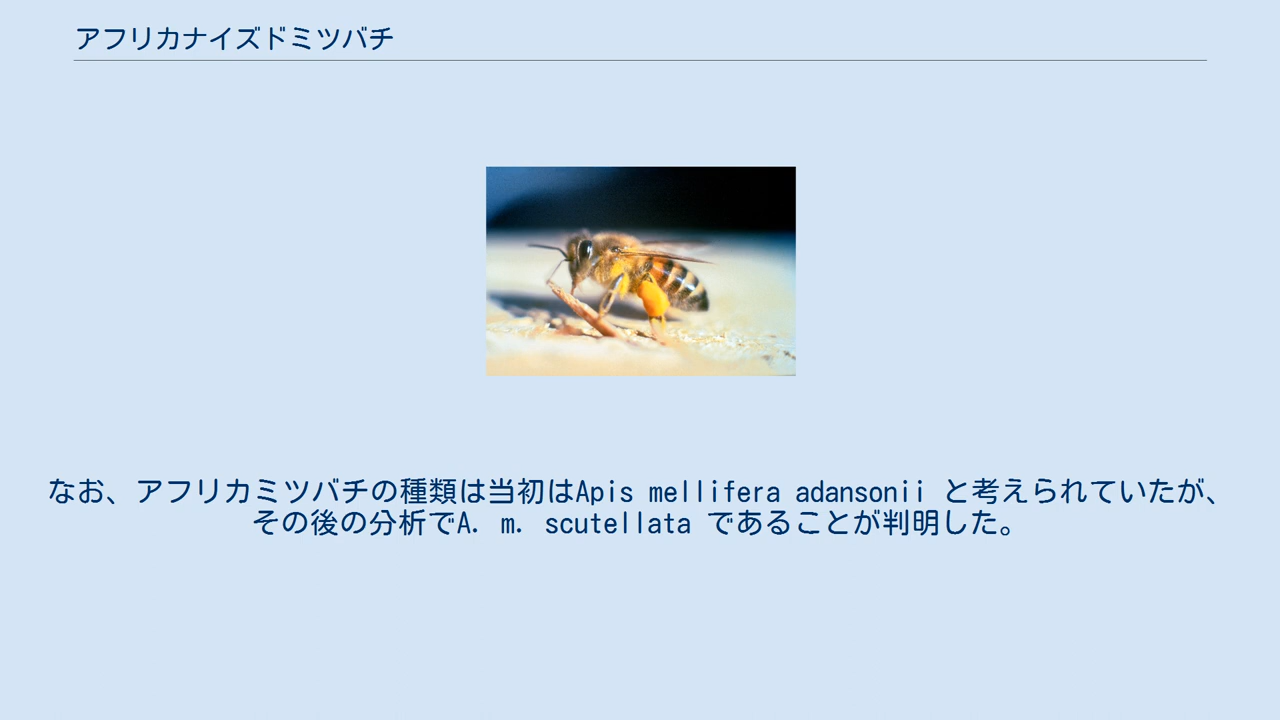 アフリカナイズドミツバチ
なお、アフリカミツバチの種類は当初はApis mellifera adansonii と考えられていたが、
その後の分析でA. m. scutellata であることが判明した。